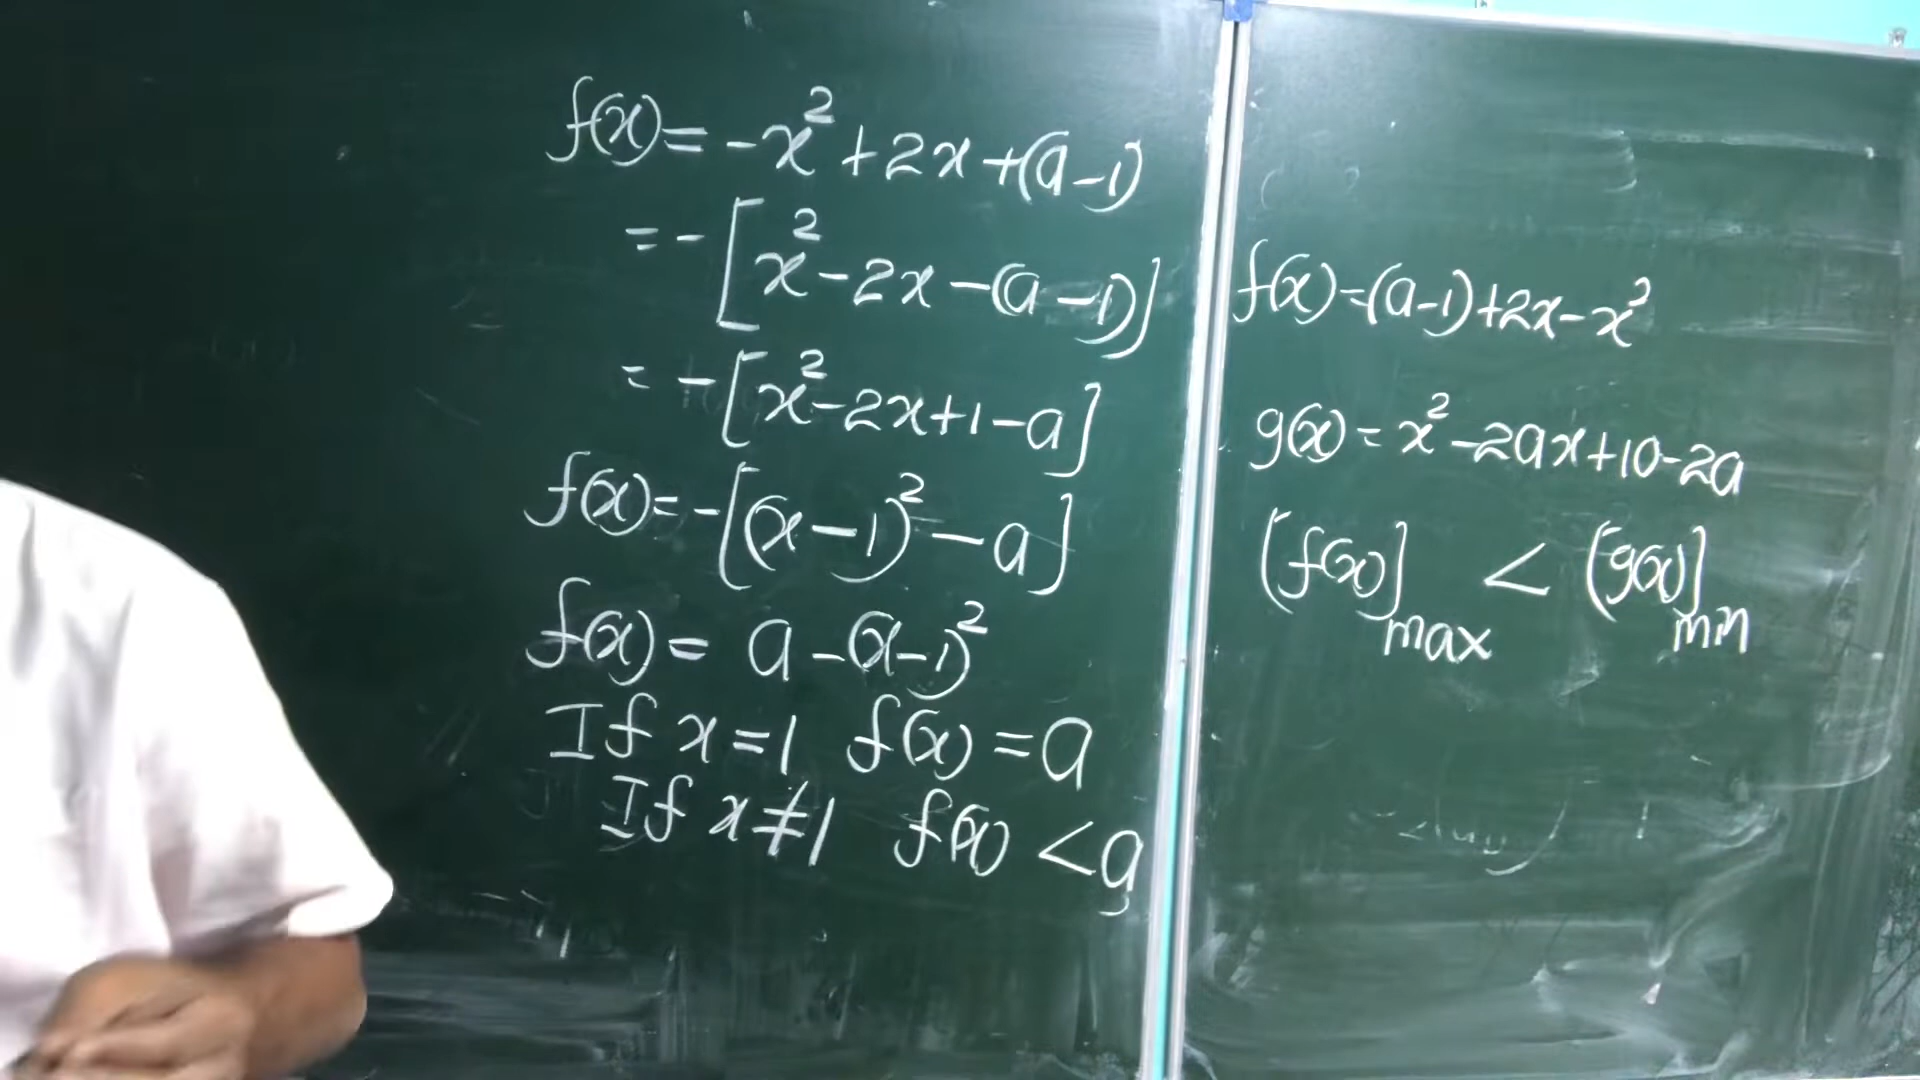 f(x) = -x² + 2x + (a-1)
= -[x² - 2x - (a-1)]
= -[x² - 2x + 1 - a]
f(x) = -[(x-1)² - a]
f(x) = a - (x-1)²
If x = 1 f(x) = a
If x ≠ 1 f(x) < a
f(x) = (a-1) + 2x - x²
g(x) = x² - 2ax + 10 - 2a
[f(x)]max < [g(x)]min